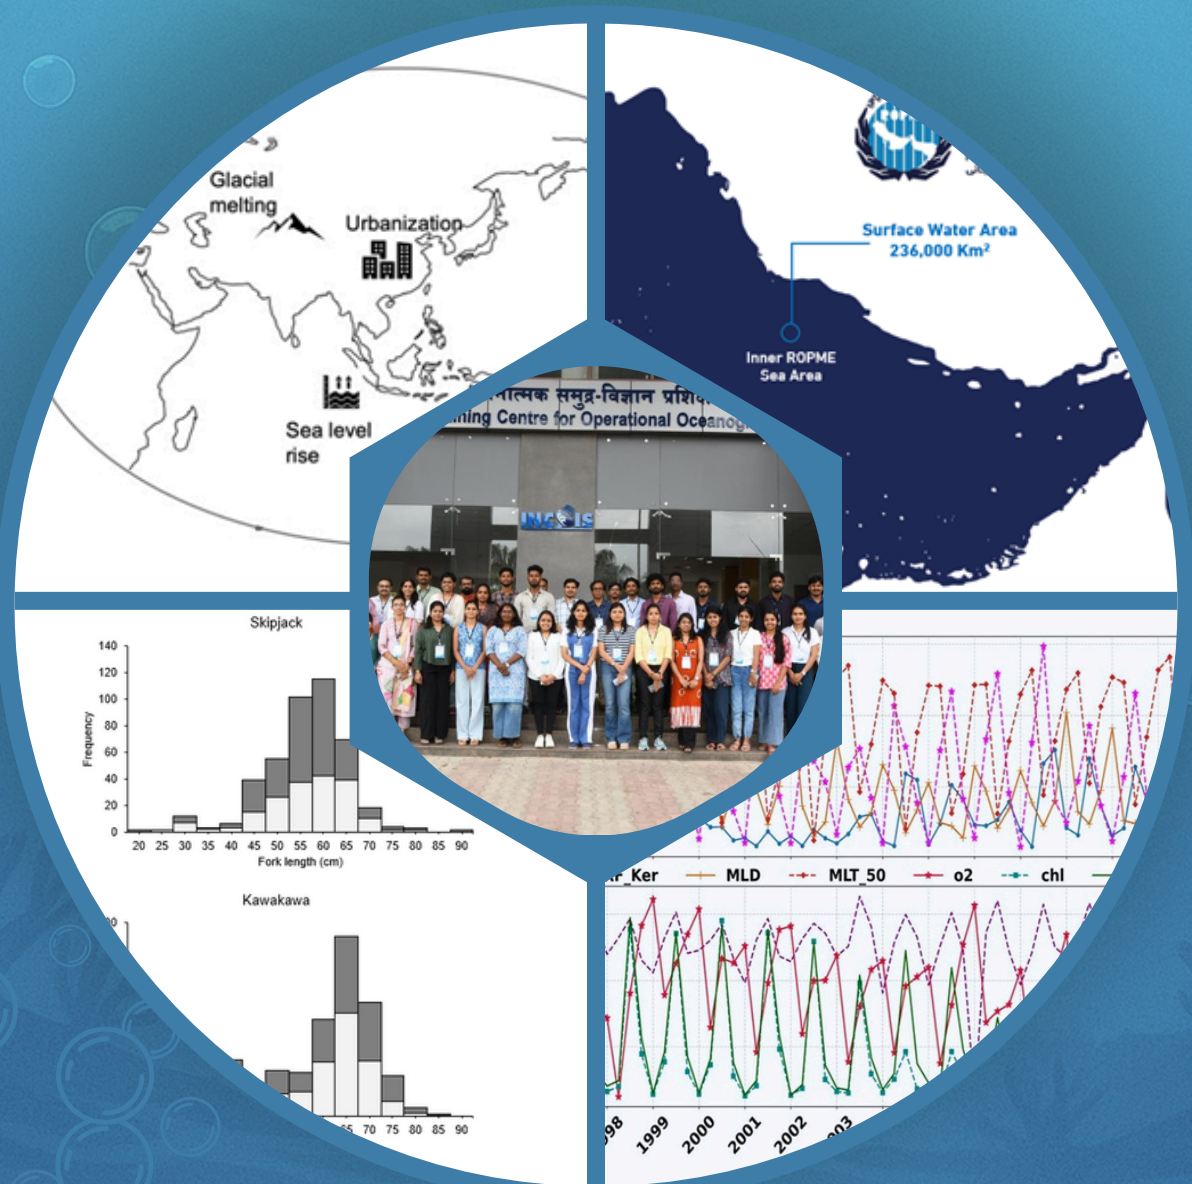 Glacial
melting
Urbanization
Sea level
rise
Surface Water Area
236,000 Km²
Inner ROPME
Sea Area
समुद्र-विज्ञान
Centre for Operational
INCOIS
Skipjack
Frequency
140
120
100
80
60
40
20
0
20 25 30 35 40 45 50 55 60 65 70 75 80 85 90
Fork length (cm)
Kawakawa
65 70 75 80 85 90
_Ker MLD MLT_50 o2 chl
98 1999 2000 2001 2002 003